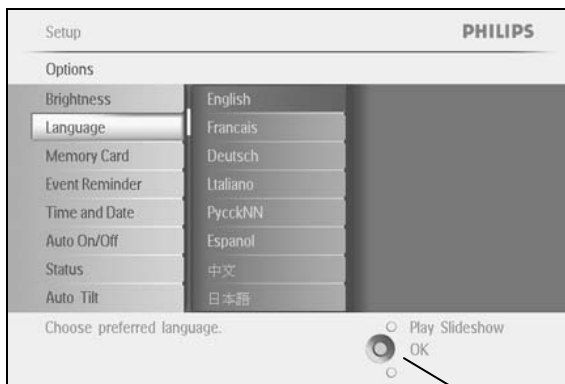 Setup PHILIPS
Options
Brightness English
Language Francais
Memory Card Deutsch
Event Reminder Ltaliano
Time and Date PycckNN
Auto On/Off Espanol
Status 中文
Auto Tilt 日本語
Choose preferred language. Play Slideshow
OK